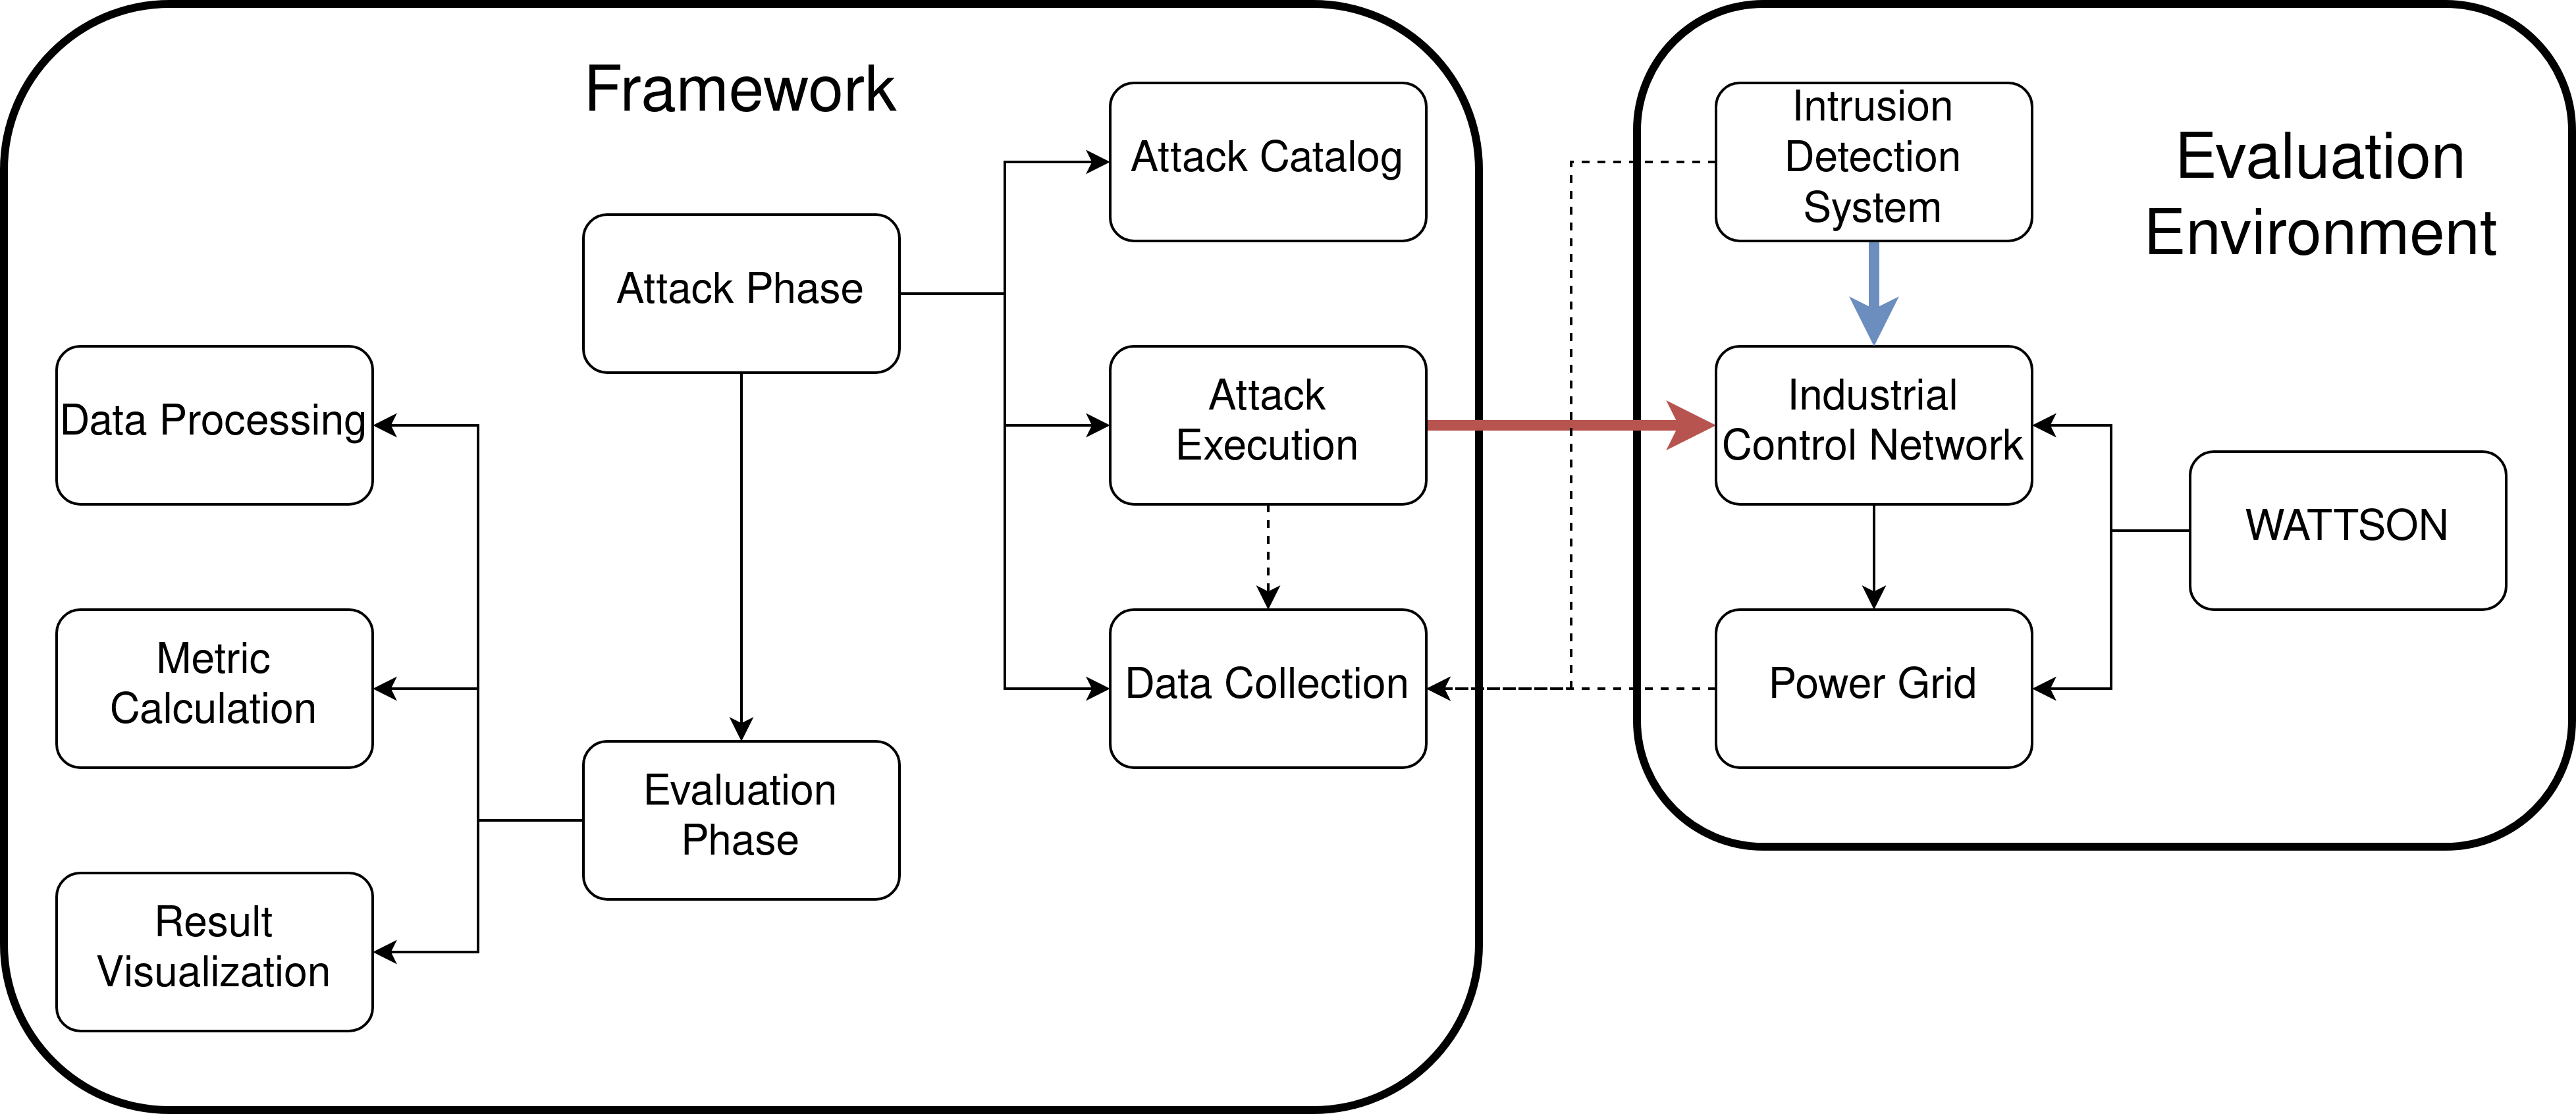 Framework
Attack Catalog
Attack Phase
Attack
Execution
Data Collection
Data Processing
Metric
Calculation
Evaluation
Phase
Result
Visualization
Evaluation
Environment
Intrusion
Detection
System
Industrial
Control Network
WATTSON
Power Grid